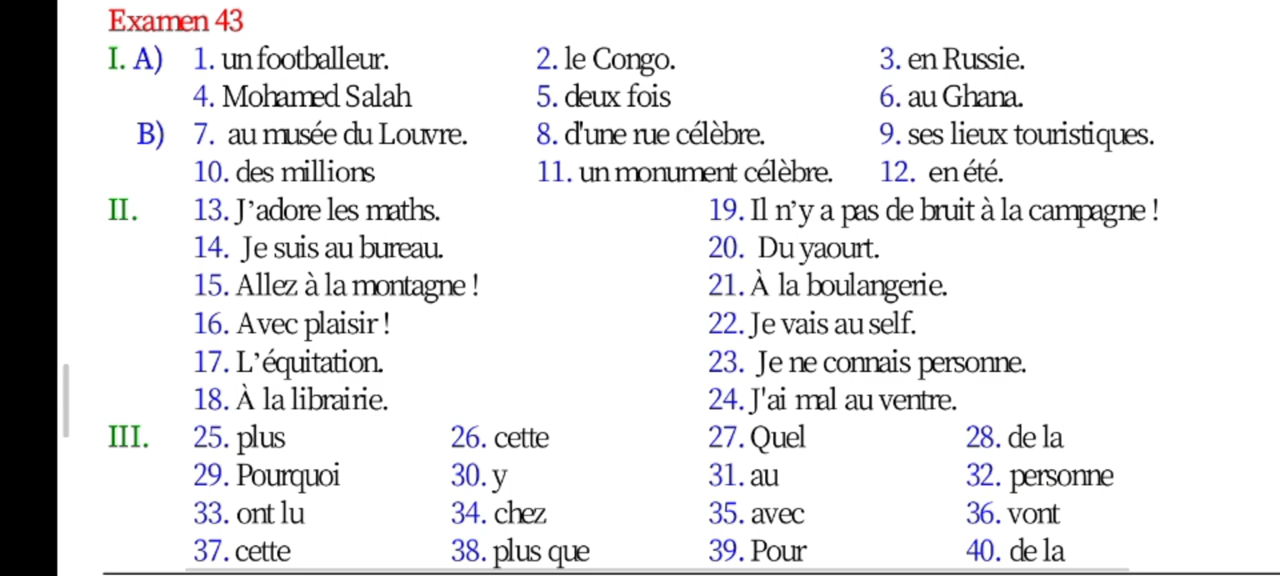 Examen 43
I. A) 1. un footballeur. 2. le Congo. 3. en Russie.
4. Mohamed Salah 5. deux fois 6. au Ghana.
B) 7. au musée du Louvre. 8. d'une rue célèbre. 9. ses lieux touristiques.
10. des millions 11. un monument célèbre. 12. en été.
II. 13. J’adore les maths. 19. Il n’y a pas de bruit à la campagne !
14. Je suis au bureau. 20. Du yaourt.
15. Allez à la montagne ! 21. À la boulangerie.
16. Avec plaisir ! 22. Je vais au self.
17. L’équitation. 23. Je ne connais personne.
18. À la librairie. 24. J'ai mal au ventre.
III. 25. plus 26. cette 27. Quel 28. de la
29. Pourquoi 30. y 31. au 32. personne
33. ont lu 34. chez 35. avec 36. vont
37. cette 38. plus que 39. Pour 40. de la